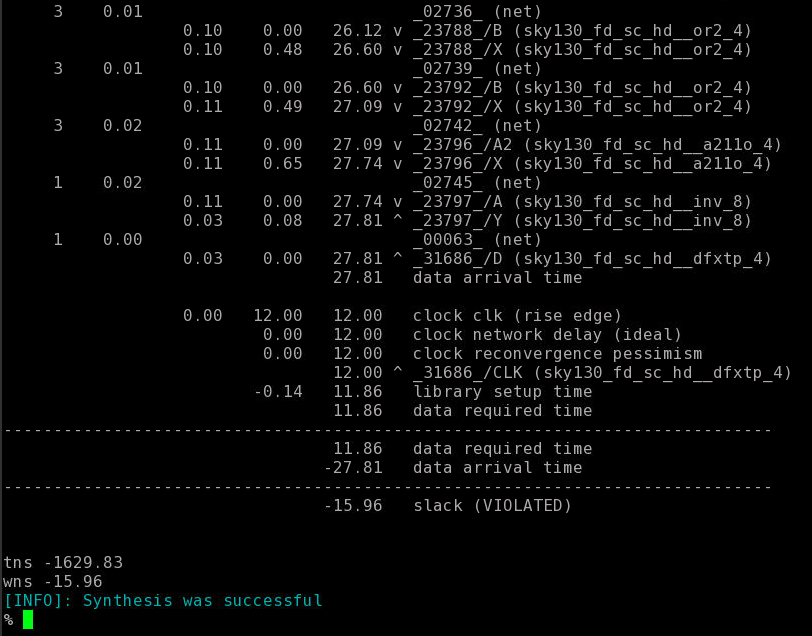 3 0.01 _02736_ (net)
0.10 0.00 26.12 v _23788_/B (sky130_fd_sc_hd__or2_4)
0.10 0.48 26.60 v _23788_/X (sky130_fd_sc_hd__or2_4)
3 0.01 _02739_ (net)
0.10 0.00 26.60 v _23792_/B (sky130_fd_sc_hd__or2_4)
0.11 0.49 27.09 v _23792_/X (sky130_fd_sc_hd__or2_4)
3 0.02 _02742_ (net)
0.11 0.00 27.09 v _23796_/A2 (sky130_fd_sc_hd__a211o_4)
0.11 0.65 27.74 v _23796_/X (sky130_fd_sc_hd__a211o_4)
1 0.02 _02745_ (net)
0.11 0.00 27.74 v _23797_/A (sky130_fd_sc_hd__inv_8)
0.03 0.08 27.81 ^ _23797_/Y (sky130_fd_sc_hd__inv_8)
1 0.00 _00063_ (net)
0.03 0.00 27.81 ^ _31686_/D (sky130_fd_sc_hd__dfxtp_4)
27.81 data arrival time
0.00 12.00 12.00 clock clk (rise edge)
0.00 12.00 clock network delay (ideal)
0.00 12.00 clock reconvergence pessimism
12.00 ^ _31686_/CLK (sky130_fd_sc_hd__dfxtp_4)
-0.14 11.86 library setup time
11.86 data required time
-----------------------------------------------------------------------------
11.86 data required time
-27.81 data arrival time
-----------------------------------------------------------------------------
-15.96 slack (VIOLATED)
tns -1629.83
wns -15.96
[INFO]: Synthesis was successful
%